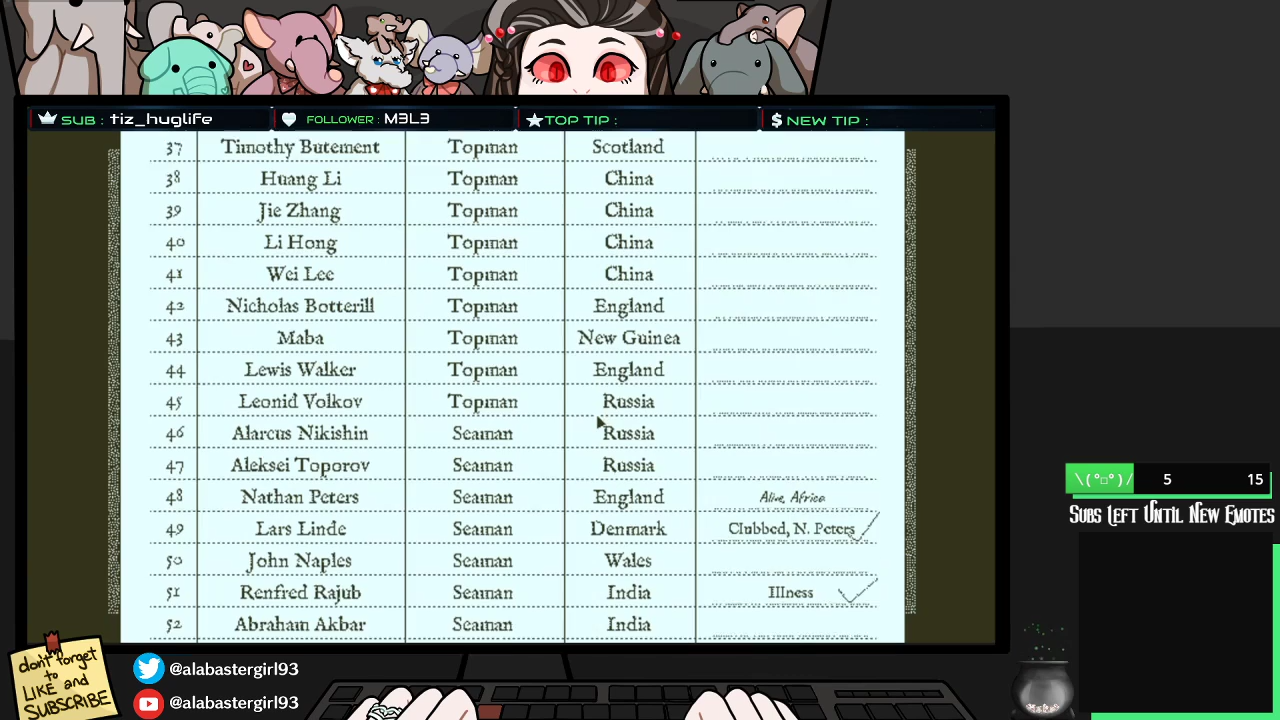 SUB : tiz_huglife FOLLOWER : M3L3 TOP TIP : NEW TIP :
37 Timothy Butement Topman Scotland
38 Huang Li Topman China
39 Jie Zhang Topman China
40 Li Hong Topman China
41 Wei Lee Topman China
42 Nicholas Botterill Topman England
43 Maba Topman New Guinea
44 Lewis Walker Topman England
45 Leonid Volkov Topman Russia
46 Alarcus Nikishin Seaman Russia
47 Aleksei Toporov Seaman Russia
48 Nathan Peters Seaman England Alive, Africa
49 Lars Linde Seaman Denmark Clubbed, N. Peters
50 John Naples Seaman Wales
51 Renfred Rajub Seaman India Illness
52 Abraham Akbar Seaman India
\(°□°)/ 5 15
Subs Left Until New Emotes
don't forget
to
LIKE and
SUBSCRIBE
@alabastergirl93
@alabastergirl93